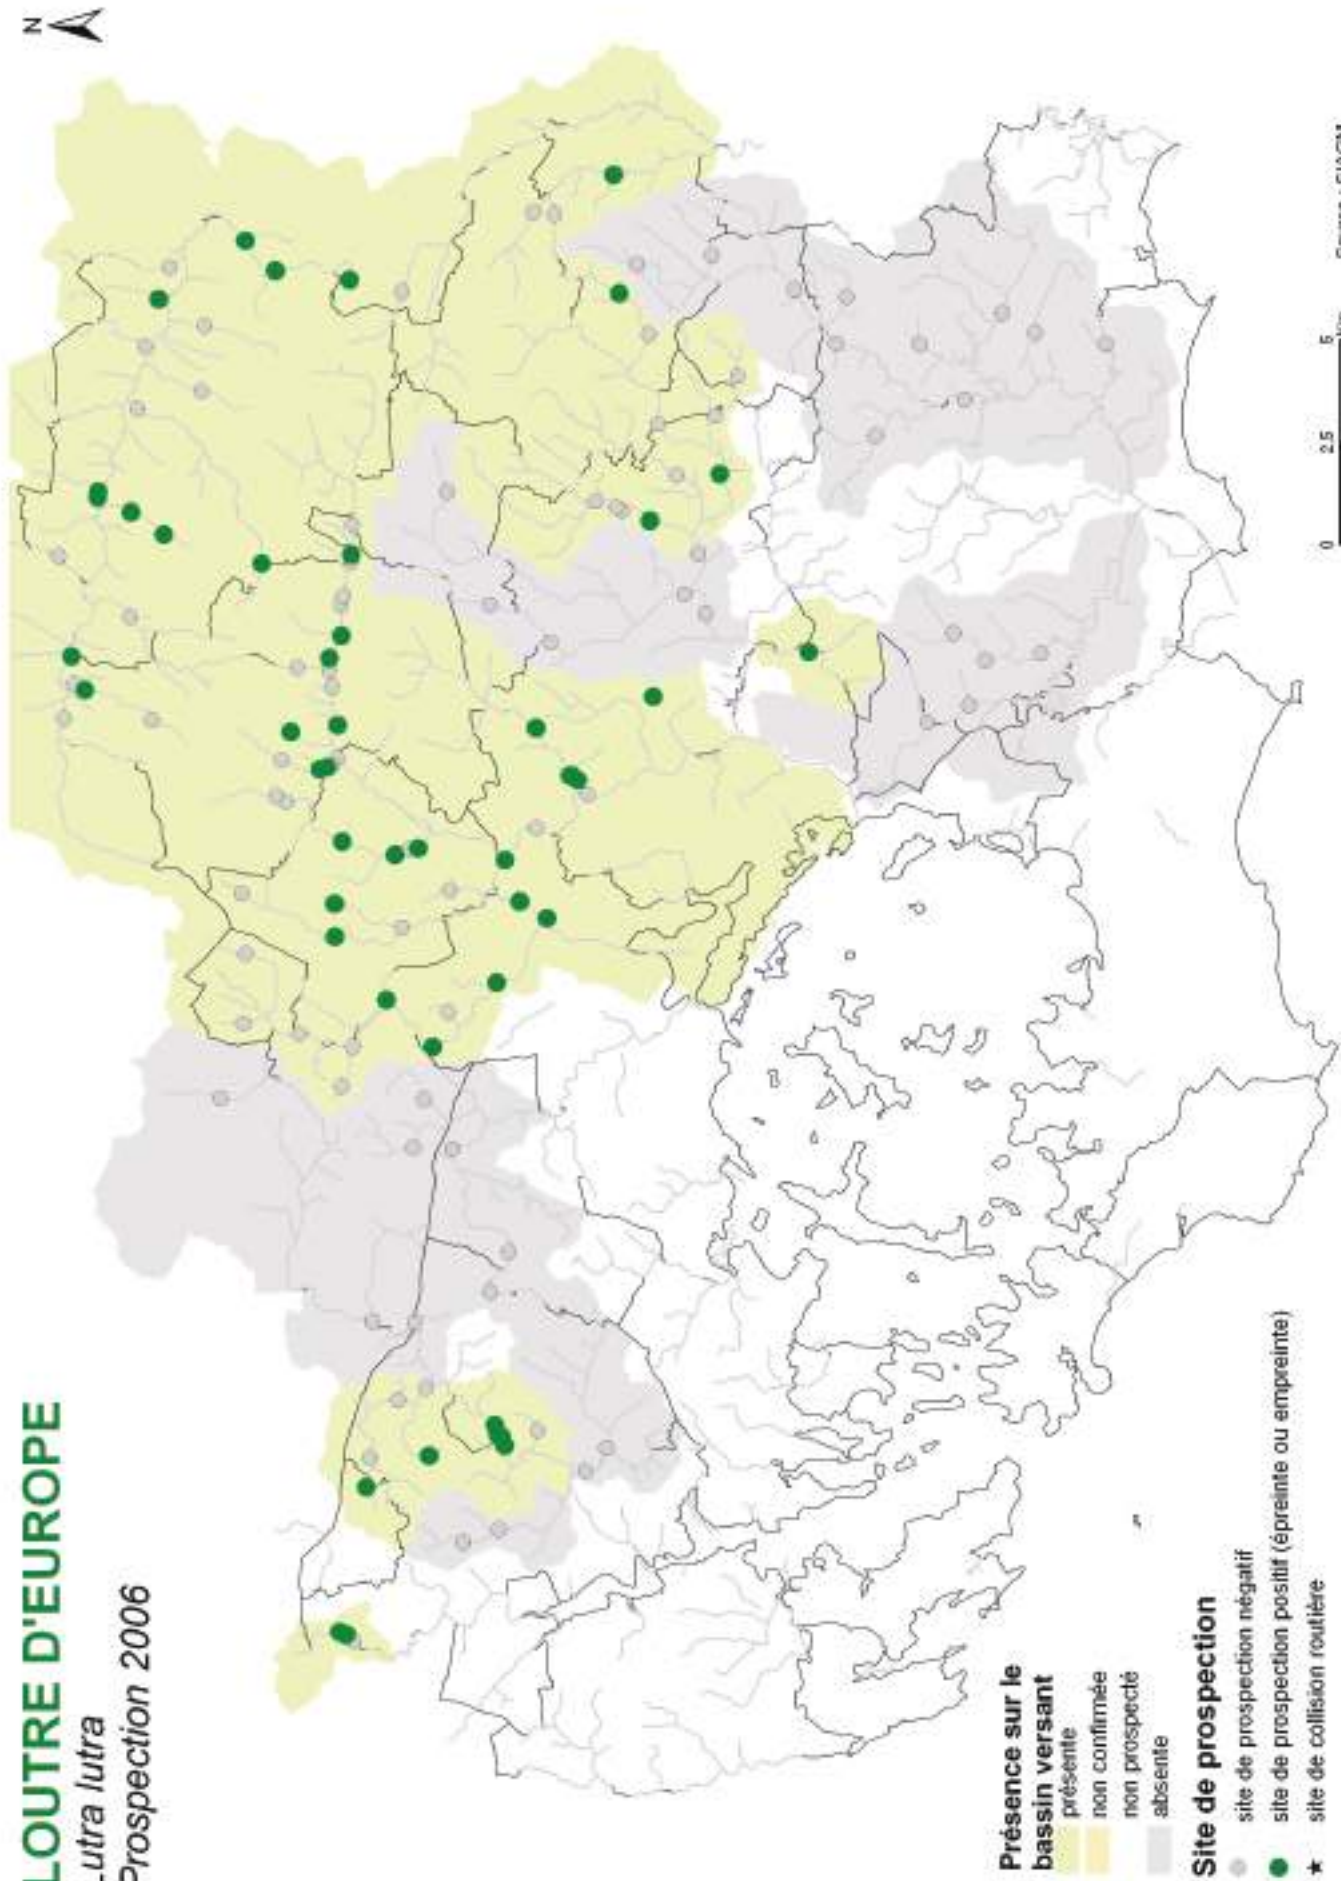 LOUTRE D'EUROPE
Lutra lutra
Prospection 2006
N
Présence sur le
bassin versant
présente
non confirmée
non prospecté
absente
Site de prospection
site de prospection négatif
site de prospection positif (épreinte ou empreinte)
site de collision routière
0 2.5 5
km